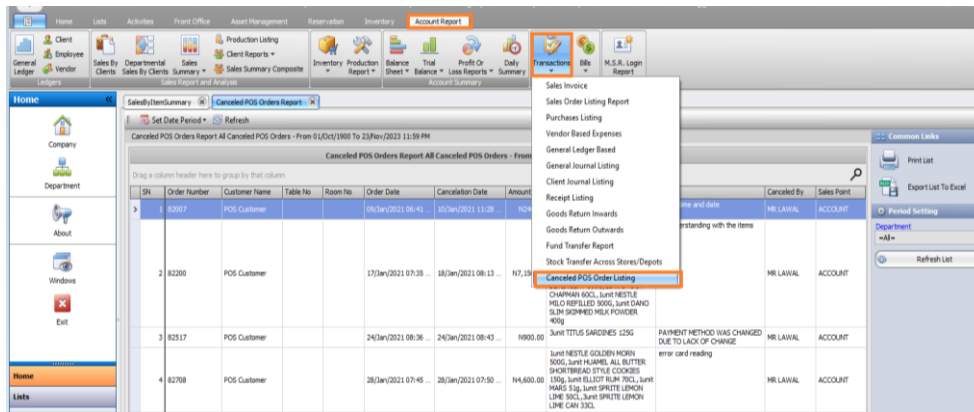 Home Lists Activities Front Office Asset Management Reservation Inventory Account Report
Client Production Listing
Employee Client Reports
General Ledger Vendor Sales By Clients Departmental Sales By Clients Sales Summary Sales Summary Composite Inventory Production Report Balance Sheet Trial Balance Profit Or Loss Reports Daily Summary Transactions Bills M.S.R. Login Report
Ledgers Sales Report and Analysis Account Summary
Home «
Company
Department
About
Windows
Exit
Home
Lists
SalesByItemSummary Canceled POS Orders Report
Set Date Period Refresh
Canceled POS Orders Report All Canceled POS Orders - From 01/Oct/1900 To 23/Nov/2023 11:59 PM
Canceled POS Orders Report All Canceled POS Orders - From
Drag a column header here to group by that column
SN Order Number Customer Name Table No Room No Order Date Cancelation Date Amount Canceled By Sales Point
1 82007 POS Customer 09/Jan/2021 06:41 ... 10/Jan/2021 11:28 ... N24 me and date MR LAWAL ACCOUNT
rstanding with the items
2 82200 POS Customer 17/Jan/2021 07:35 ... 18/Jan/2021 08:13 ... N7,15 MR LAWAL ACCOUNT
CHAPMAN 60CL, 1unit NESTLE
MILO REFILLED 500G, 1unit DANO
SLIM SKIMMED MILK POWDER
400g
3 82517 POS Customer 24/Jan/2021 08:36 ... 24/Jan/2021 08:43 ... N900.00 3unit TITUS SARDINES 125G PAYMENT METHOD WAS CHANGED MR LAWAL ACCOUNT
DUE TO LACK OF CHANGE
4 82708 POS Customer 28/Jan/2021 07:45 ... 28/Jan/2021 07:50 ... N4,600.00 1unit NESTLE GOLDEN MORN error card reading MR LAWAL ACCOUNT
500G, 1unit HUAMEL ALL BUTTER
SHORTBREAD STYLE COOKIES
150g, 1unit ELLIOT RUM 70CL, 1unit
MARS 51g, 1unit SPRITE LEMON
LIME 50CL, 3unit SPRITE LEMON
LIME CAN 33CL
Sales Invoice
Sales Order Listing Report
Purchases Listing
Vendor Based Expenses
General Ledger Based
General Journal Listing
Client Journal Listing
Receipt Listing
Goods Return Inwards
Goods Return Outwards
Fund Transfer Report
Stock Transfer Across Stores/Depots
Canceled POS Order Listing
Common Links
Print List
Export List To Excel
Period Setting
Department
=All=
Refresh List